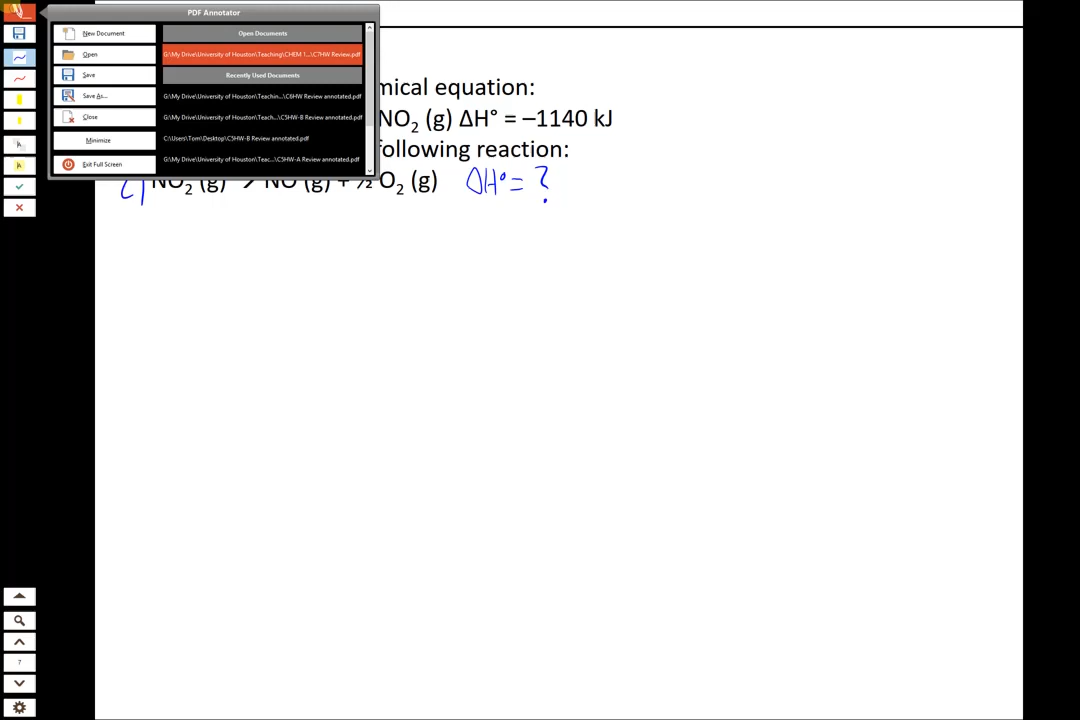 PDF Annotator
New Document
Open
Save
Save As...
Close
Minimize
Exit Full Screen
Open Documents
G:\My Drive\University of Houston\Teaching\CHEM 1...\C7HW Review.pdf
Recently Used Documents
G:\My Drive\University of Houston\Teachin...\C6HW Review annotated.pdf
G:\My Drive\University of Houston\Teach...\C5HW-B Review annotated.pdf
C:\Users\Tom\Desktop\C5HW-B Review annotated.pdf
G:\My Drive\University of Houston\Teac...\C5HW-A Review annotated.pdf
mical equation:
NO₂ (g) ΔH° = –1140 kJ
following reaction:
2) NO₂ (g) → NO (g) + ½ O₂ (g) ΔH° = ?
7